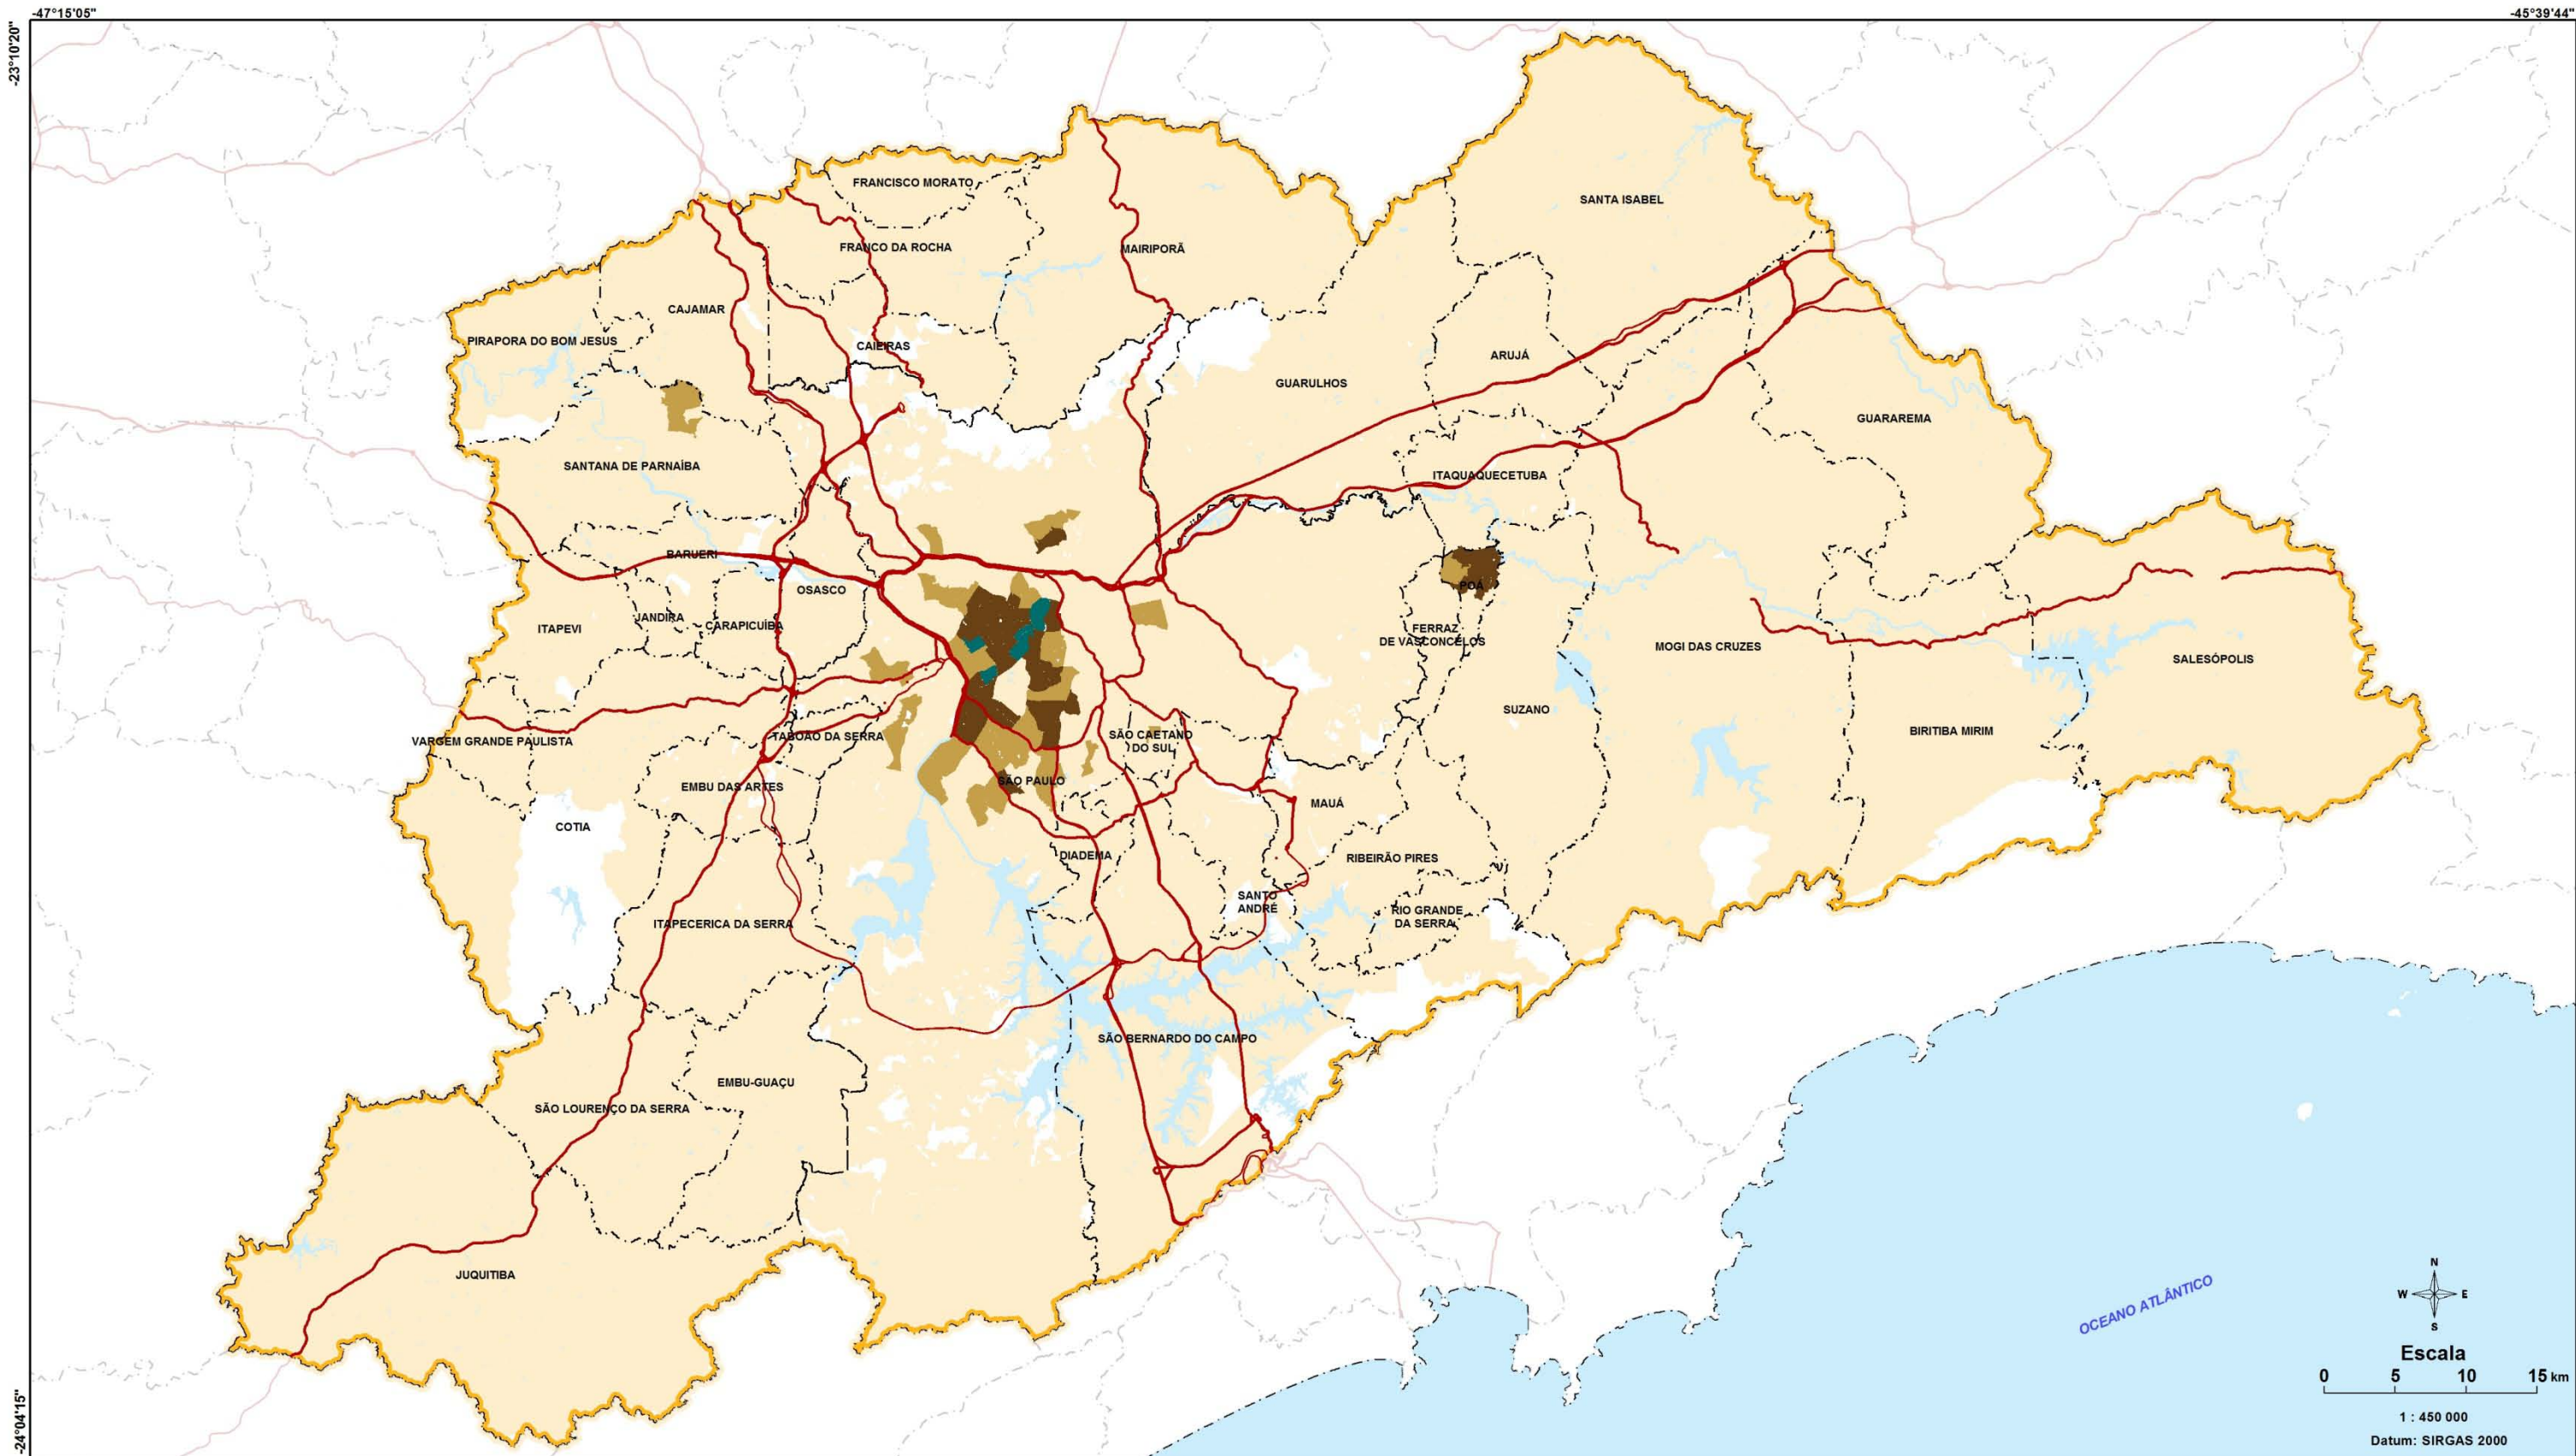 -47°15'05"
-45°39'44"
-23°10'20"
FRANCISCO MORATO
SANTA ISABEL
FRANCO DA ROCHA
MAIRIPORÃ
CAJAMAR
PIRAPORA DO BOM JESUS
CAIEIRAS
ARUJÁ
GUARULHOS
GUARAREMA
SANTANA DE PARNAÍBA
ITAQUAQUECETUBA
BARUERI
OSASCO
POÁ
JANDIRA
ITAPEVI
CARAPICUÍBA
FERRAZ
DE VASCONCELOS
MOGI DAS CRUZES
SALESÓPOLIS
SUZANO
BIRITIBA MIRIM
VARGEM GRANDE PAULISTA
TABOÃO DA SERRA
SÃO CAETANO
DO SUL
SÃO PAULO
EMBU DAS ARTES
MAUÁ
COTIA
DIADEMA
RIBEIRÃO PIRES
SANTO
ANDRÉ
RIO GRANDE
DA SERRA
ITAPECERICA DA SERRA
SÃO BERNARDO DO CAMPO
EMBU-GUAÇU
SÃO LOURENÇO DA SERRA
JUQUITIBA
OCEANO ATLÂNTICO
N
W E
S
Escala
0 5 10 15 km
1 : 450 000
Datum: SIRGAS 2000
-24°04'15"